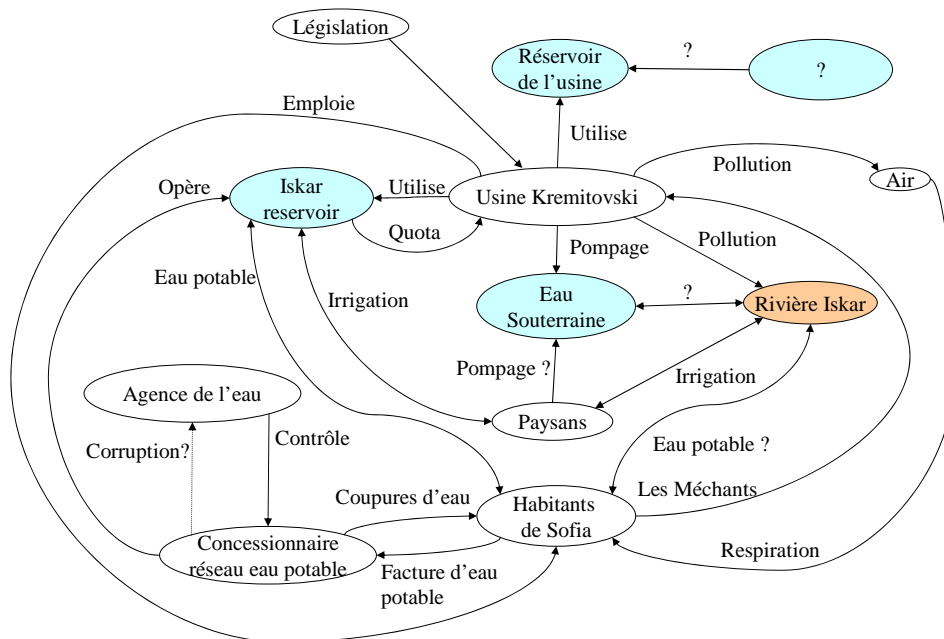 Législation
Réservoir
de l’usine
?
?
Emploie
Utilise
Pollution
Air
Opère
Iskar
reservoir
Utilise
Usine Kremitovski
Quota
Pompage
Pollution
Eau potable
Irrigation
Eau
Souterraine
?
Rivière Iskar
Pompage ?
Irrigation
Agence de l’eau
Paysans
Corruption?
Contrôle
Eau potable ?
Coupures d’eau
Habitants
de Sofia
Les Méchants
Concessionnaire
réseau eau potable
Facture d’eau
potable
Respiration